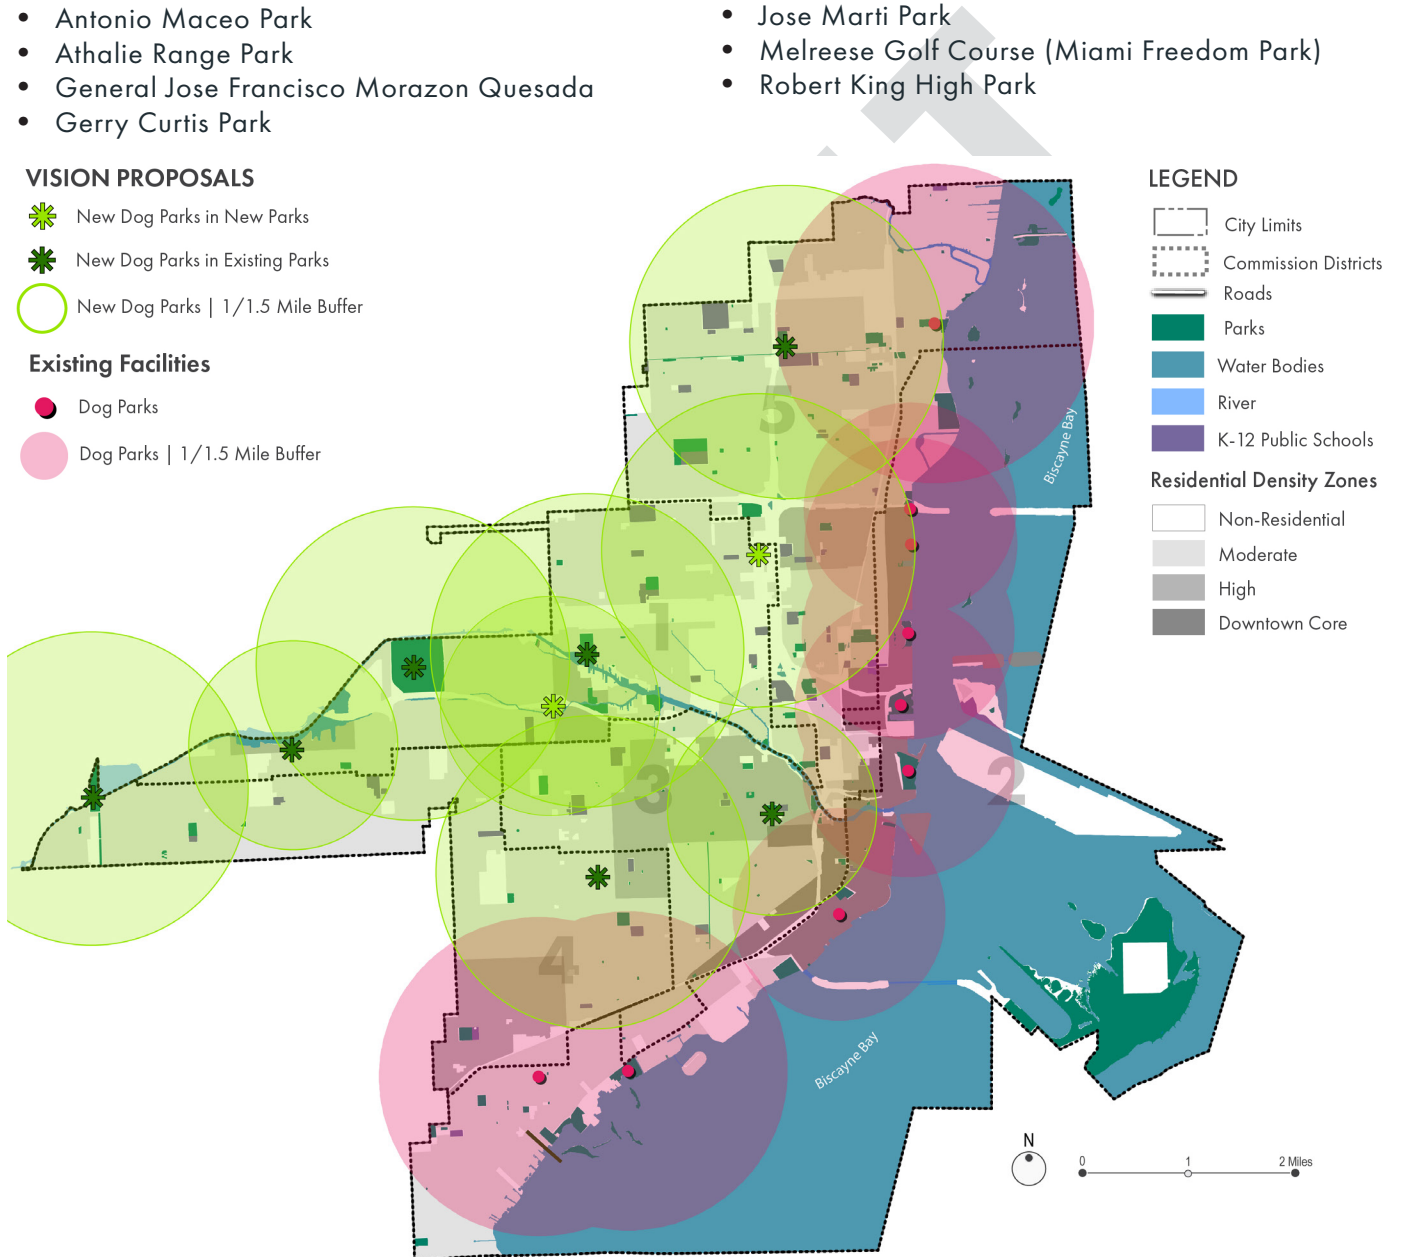 • Antonio Maceo Park
• Athalie Range Park
• General Jose Francisco Morazon Quesada
• Gerry Curtis Park
• Jose Marti Park
• Melreese Golf Course (Miami Freedom Park)
• Robert King High Park
VISION PROPOSALS
New Dog Parks in New Parks
New Dog Parks in Existing Parks
New Dog Parks | 1/1.5 Mile Buffer
Existing Facilities
Dog Parks
Dog Parks | 1/1.5 Mile Buffer
LEGEND
City Limits
Commission Districts
Roads
Parks
Water Bodies
River
K-12 Public Schools
Residential Density Zones
Non-Residential
Moderate
High
Downtown Core
5
Biscayne Bay
1
3
2
4
Biscayne Bay
N
0 1 2 Miles